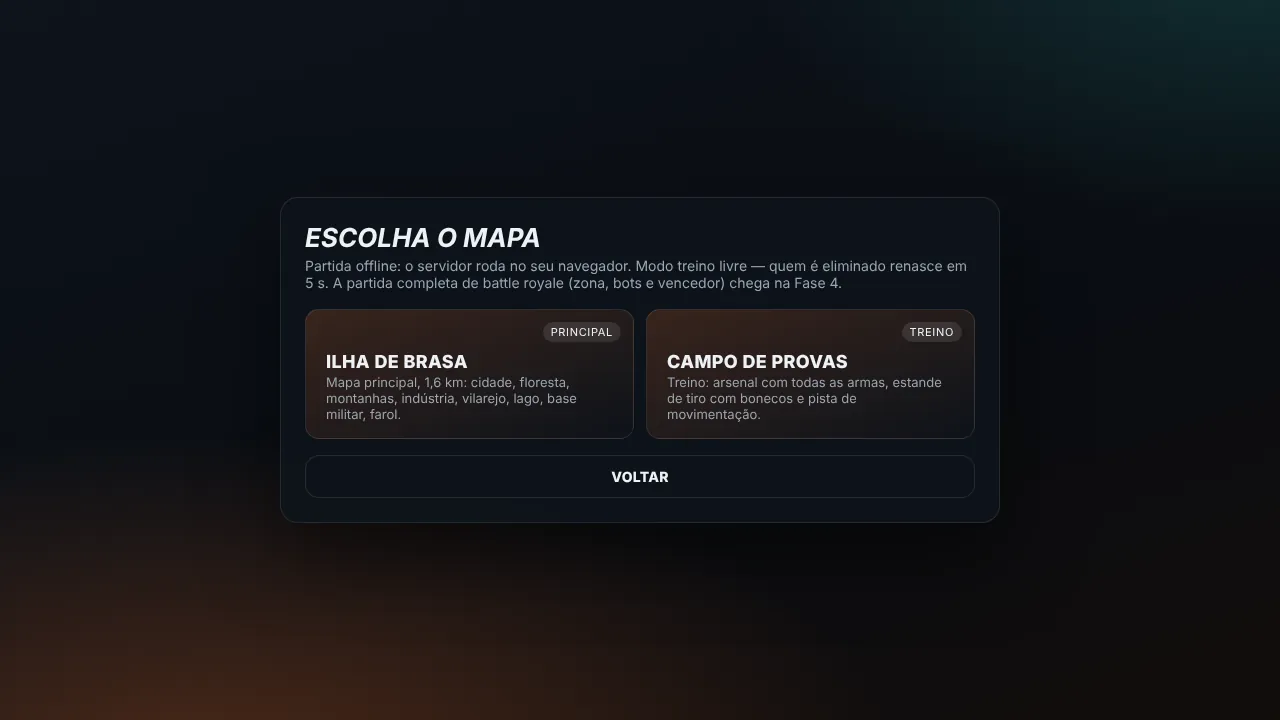 ESCOLHA O MAPA
Partida offline: o servidor roda no seu navegador. Modo treino livre — quem é eliminado renasce em
5 s. A partida completa de battle royale (zona, bots e vencedor) chega na Fase 4.
PRINCIPAL
ILHA DE BRASA
Mapa principal, 1,6 km: cidade, floresta,
montanhas, indústria, vilarejo, lago, base
militar, farol.
TREINO
CAMPO DE PROVAS
Treino: arsenal com todas as armas, estande
de tiro com bonecos e pista de
movimentação.
VOLTAR